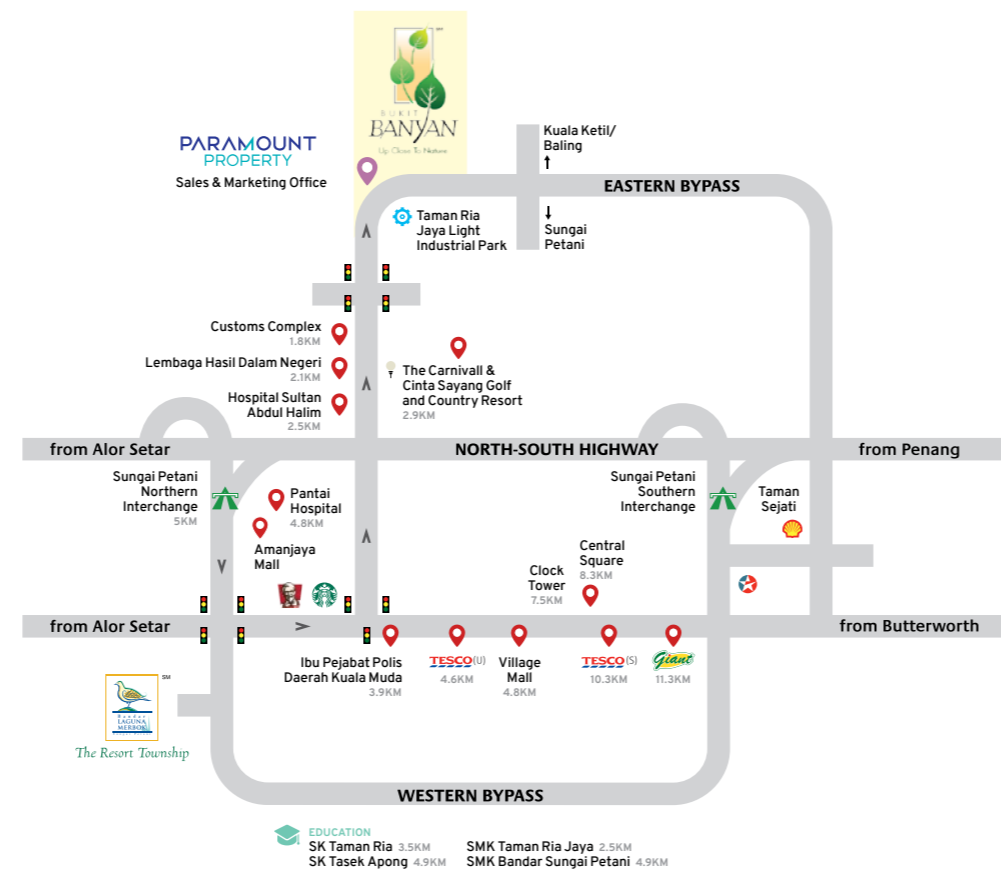 BUKIT
BANYAN
Up Close To Nature
SM
PARAMOUNT
PROPERTY
Sales & Marketing Office
Kuala Ketil/
Baling
EASTERN BYPASS
Sungai
Petani
Taman Ria
Jaya Light
Industrial Park
Customs Complex
1.8KM
Lembaga Hasil Dalam Negeri
2.1KM
Hospital Sultan
Abdul Halim
2.5KM
The Carnivall &
Cinta Sayang Golf
and Country Resort
2.9KM
from Alor Setar
NORTH-SOUTH HIGHWAY
from Penang
Sungai Petani
Northern
Interchange
5KM
Pantai
Hospital
4.8KM
Amanjaya
Mall
Sungai Petani
Southern
Interchange
Taman
Sejati
Central
Square
8.3KM
Clock
Tower
7.5KM
KFC
from Alor Setar
from Butterworth
Ibu Pejabat Polis
Daerah Kuala Muda
3.9KM
TESCO (U)
4.6KM
Village
Mall
4.8KM
TESCO (S)
10.3KM
Giant
11.3KM
SM
Bandar
LAGUNA
MERBOK
The Resort Township
WESTERN BYPASS
EDUCATION
SK Taman Ria 3.5KM
SK Tasek Apong 4.9KM
SMK Taman Ria Jaya 2.5KM
SMK Bandar Sungai Petani 4.9KM